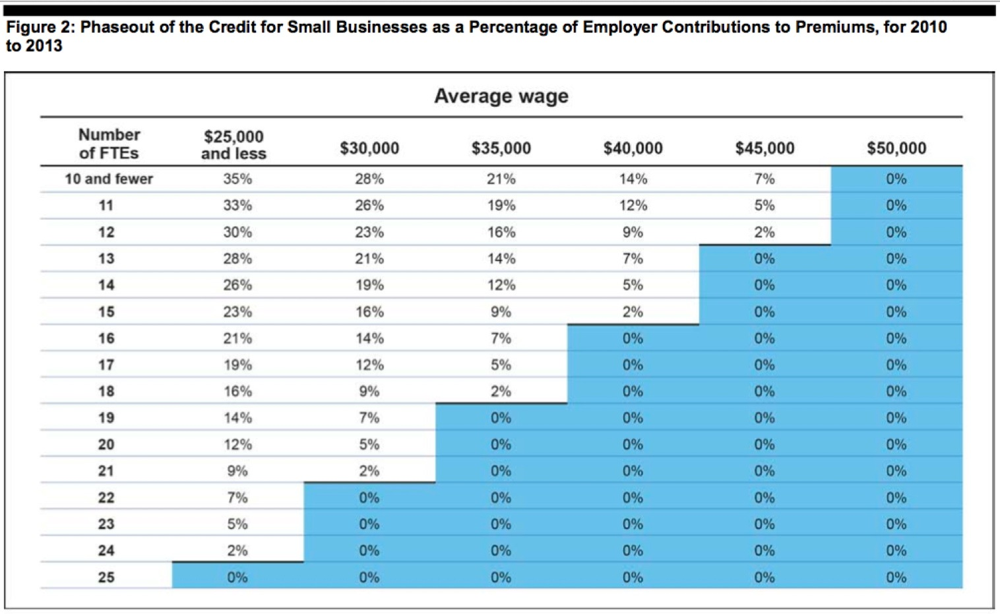 Figure 2: Phaseout of the Credit for Small Businesses as a Percentage of Employer Contributions to Premiums, for 2010
to 2013
Average wage
Number of FTEs $25,000 and less $30,000 $35,000 $40,000 $45,000 $50,000
10 and fewer 35% 28% 21% 14% 7% 0%
11 33% 26% 19% 12% 5% 0%
12 30% 23% 16% 9% 2% 0%
13 28% 21% 14% 7% 0% 0%
14 26% 19% 12% 5% 0% 0%
15 23% 16% 9% 2% 0% 0%
16 21% 14% 7% 0% 0% 0%
17 19% 12% 5% 0% 0% 0%
18 16% 9% 2% 0% 0% 0%
19 14% 7% 0% 0% 0% 0%
20 12% 5% 0% 0% 0% 0%
21 9% 2% 0% 0% 0% 0%
22 7% 0% 0% 0% 0% 0%
23 5% 0% 0% 0% 0% 0%
24 2% 0% 0% 0% 0% 0%
25 0% 0% 0% 0% 0% 0%